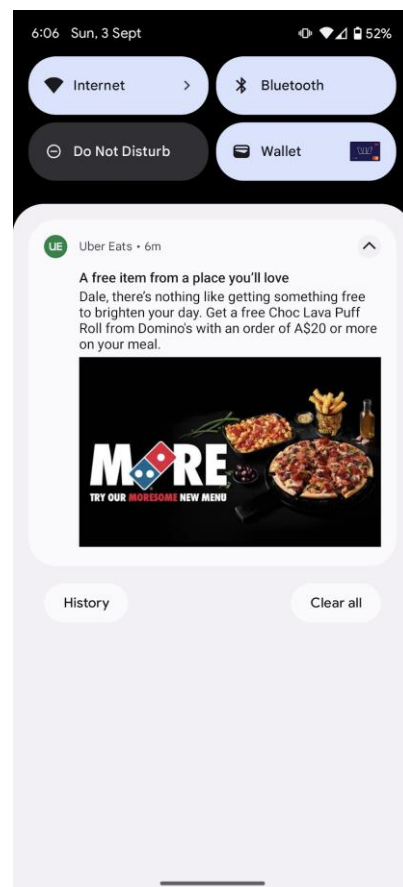 6:06 Sun, 3 Sept 52%
Internet
Bluetooth
Do Not Disturb
Wallet
UE Uber Eats • 6m
A free item from a place you'll love
Dale, there's nothing like getting something free
to brighten your day. Get a free Choc Lava Puff
Roll from Domino's with an order of A$20 or more
on your meal.
MORE
TRY OUR MORESOME NEW MENU
History
Clear all